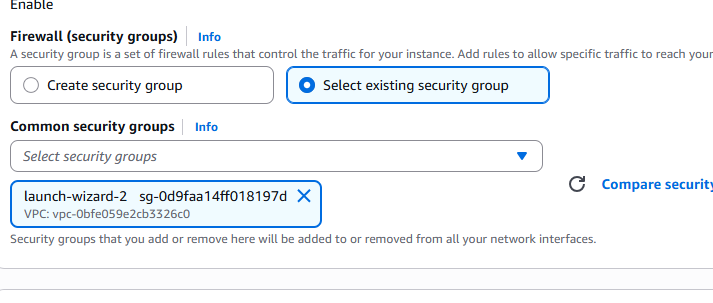 Enable
Firewall (security groups) Info
A security group is a set of firewall rules that control the traffic for your instance. Add rules to allow specific traffic to reach your
Create security group
Select existing security group
Common security groups Info
Select security groups
Compare security
launch-wizard-2 sg-0d9faa14ff018197d
VPC: vpc-0bfe059e2cb3326c0
Security groups that you add or remove here will be added to or removed from all your network interfaces.